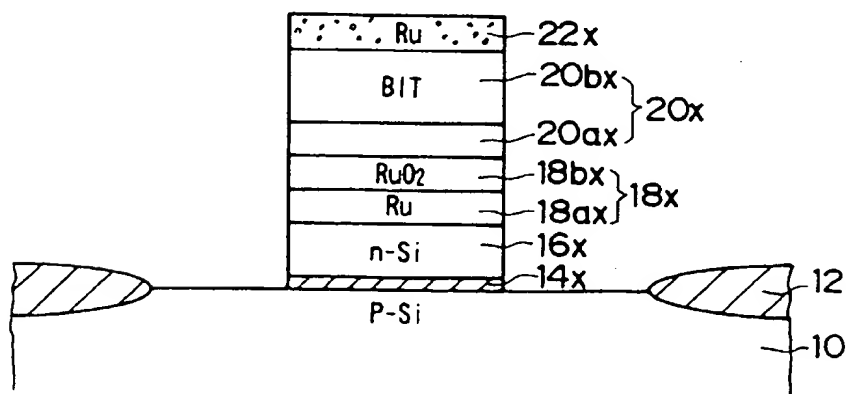 Ru 22x
BIT 20bx
20x
20ax
RuO2 18bx
18x
Ru 18ax
n-Si 16x
14x
12
P-Si
10